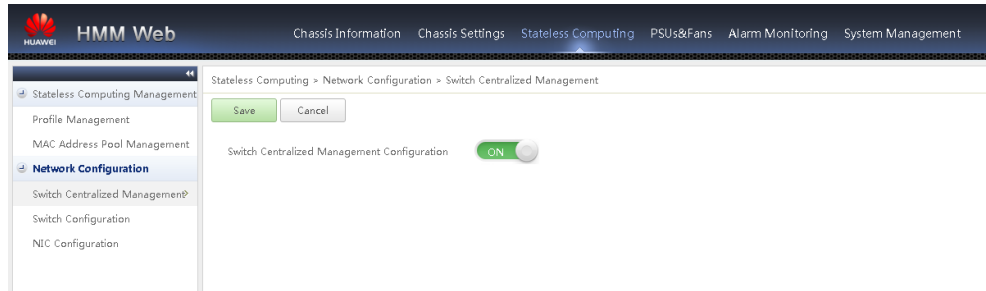 HUAWEI
HMM Web
Chassis Information Chassis Settings Stateless Computing PSUs&Fans Alarm Monitoring System Management
Stateless Computing Management
Profile Management
MAC Address Pool Management
Network Configuration
Switch Centralized Management
Switch Configuration
NIC Configuration
Stateless Computing > Network Configuration > Switch Centralized Management
Save Cancel
Switch Centralized Management Configuration ON